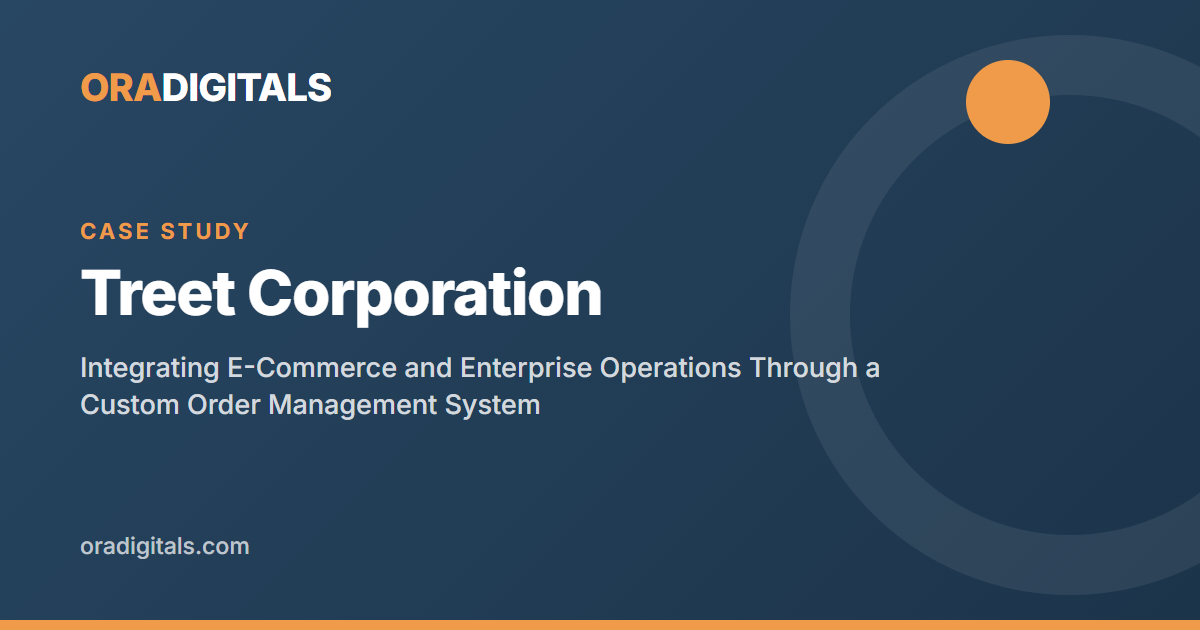 ORADIGITALS
CASE STUDY
Treet Corporation
Integrating E-Commerce and Enterprise Operations Through a
Custom Order Management System
oradigitals.com